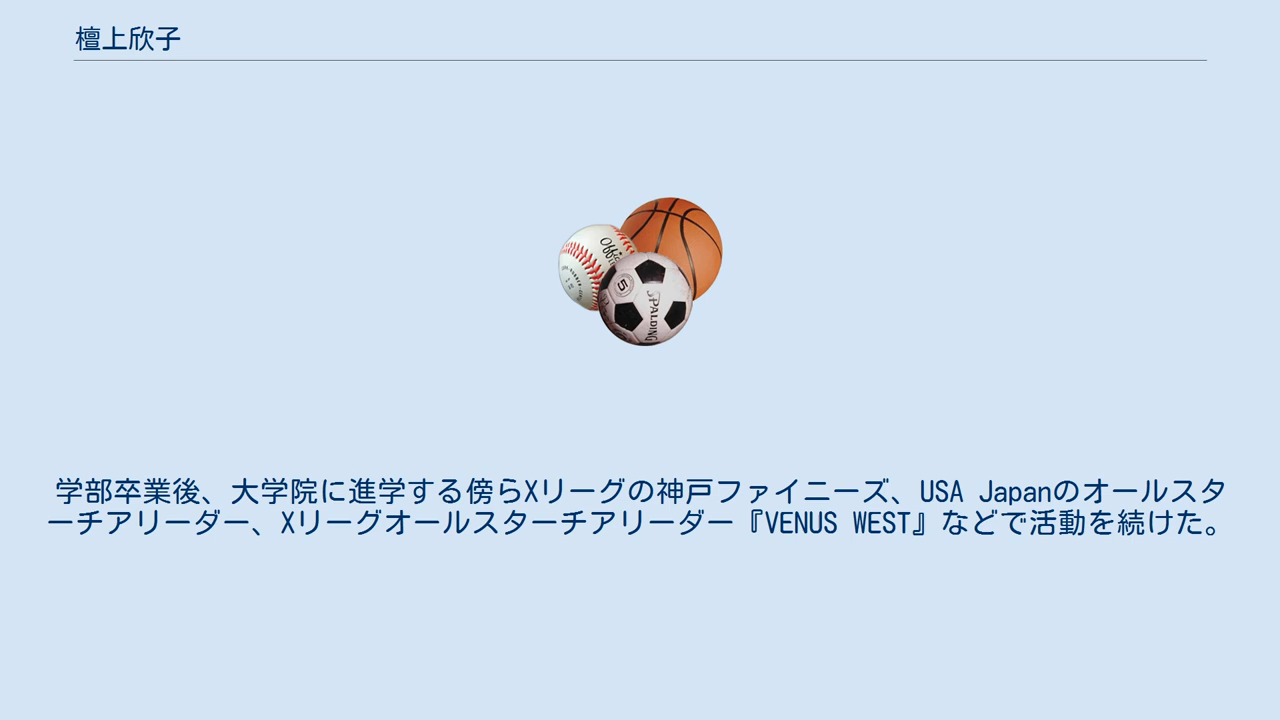 檀上欣子
Offici
5
SPALDING
学部卒業後、大学院に進学する傍らXリーグの神戸ファイニーズ、USA Japanのオールスタ
ーチアリーダー、Xリーグオールスターチアリーダー『VENUS WEST』などで活動を続けた。